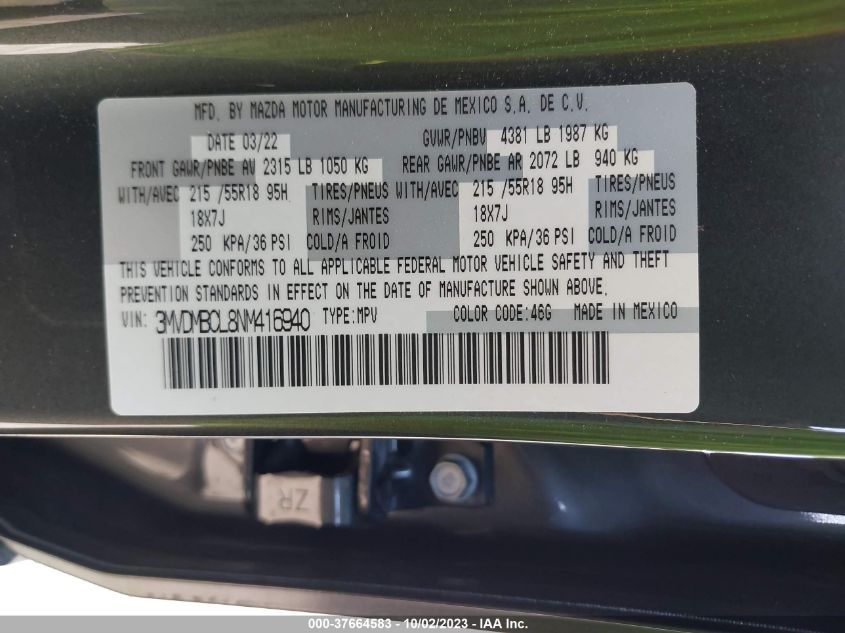 MFD. BY MAZDA MOTOR MANUFACTURING DE MEXICO S.A. DE C.V.
DATE 03/22 GVWR/PNBV 4381 LB 1987 KG
FRONT GAWR/PNBE AV 2315 LB 1050 KG REAR GAWR/PNBE AR 2072 LB 940 KG
WITH/AVEC 215 /55R18 95H TIRES/PNEUS WITH/AVEC 215 /55R18 95H TIRES/PNEUS
18X7J RIMS/JANTES 18X7J RIMS/JANTES
250 KPA/36 PSI COLD/A FROID 250 KPA/36 PSI COLD/A FROID
THIS VEHICLE CONFORMS TO ALL APPLICABLE FEDERAL MOTOR VEHICLE SAFETY AND THEFT
PREVENTION STANDARDS IN EFFECT ON THE DATE OF MANUFACTURE SHOWN ABOVE.
VIN: 3MVDMBCL8NM416940 TYPE:MPV COLOR CODE:46G MADE IN MEXICO
ZR
000-37664583 - 10/02/2023 - IAA Inc.